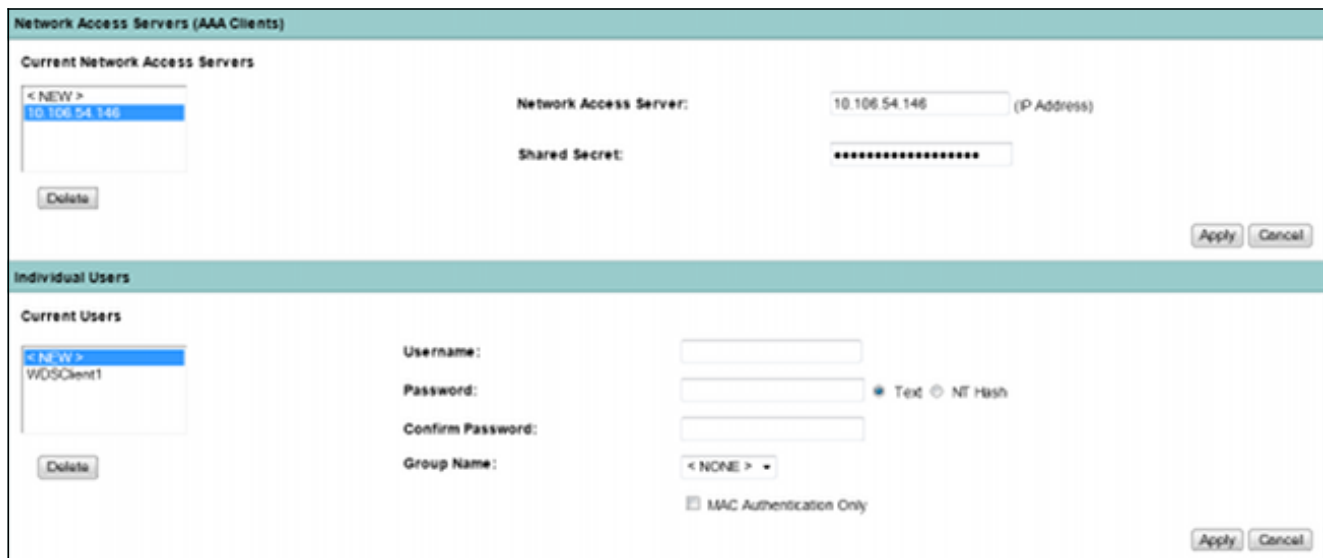 Network Access Servers (AAA Clients)
Current Network Access Servers
< NEW >
10.106.54.146
Delete
Network Access Server: 10.106.54.146 (IP Address)
Shared Secret: ••••••••••••••••••
Apply Cancel
Individual Users
Current Users
< NEW >
WDSClient1
Delete
Username:
Password: Text NT Hash
Confirm Password:
Group Name: < NONE >
MAC Authentication Only
Apply Cancel